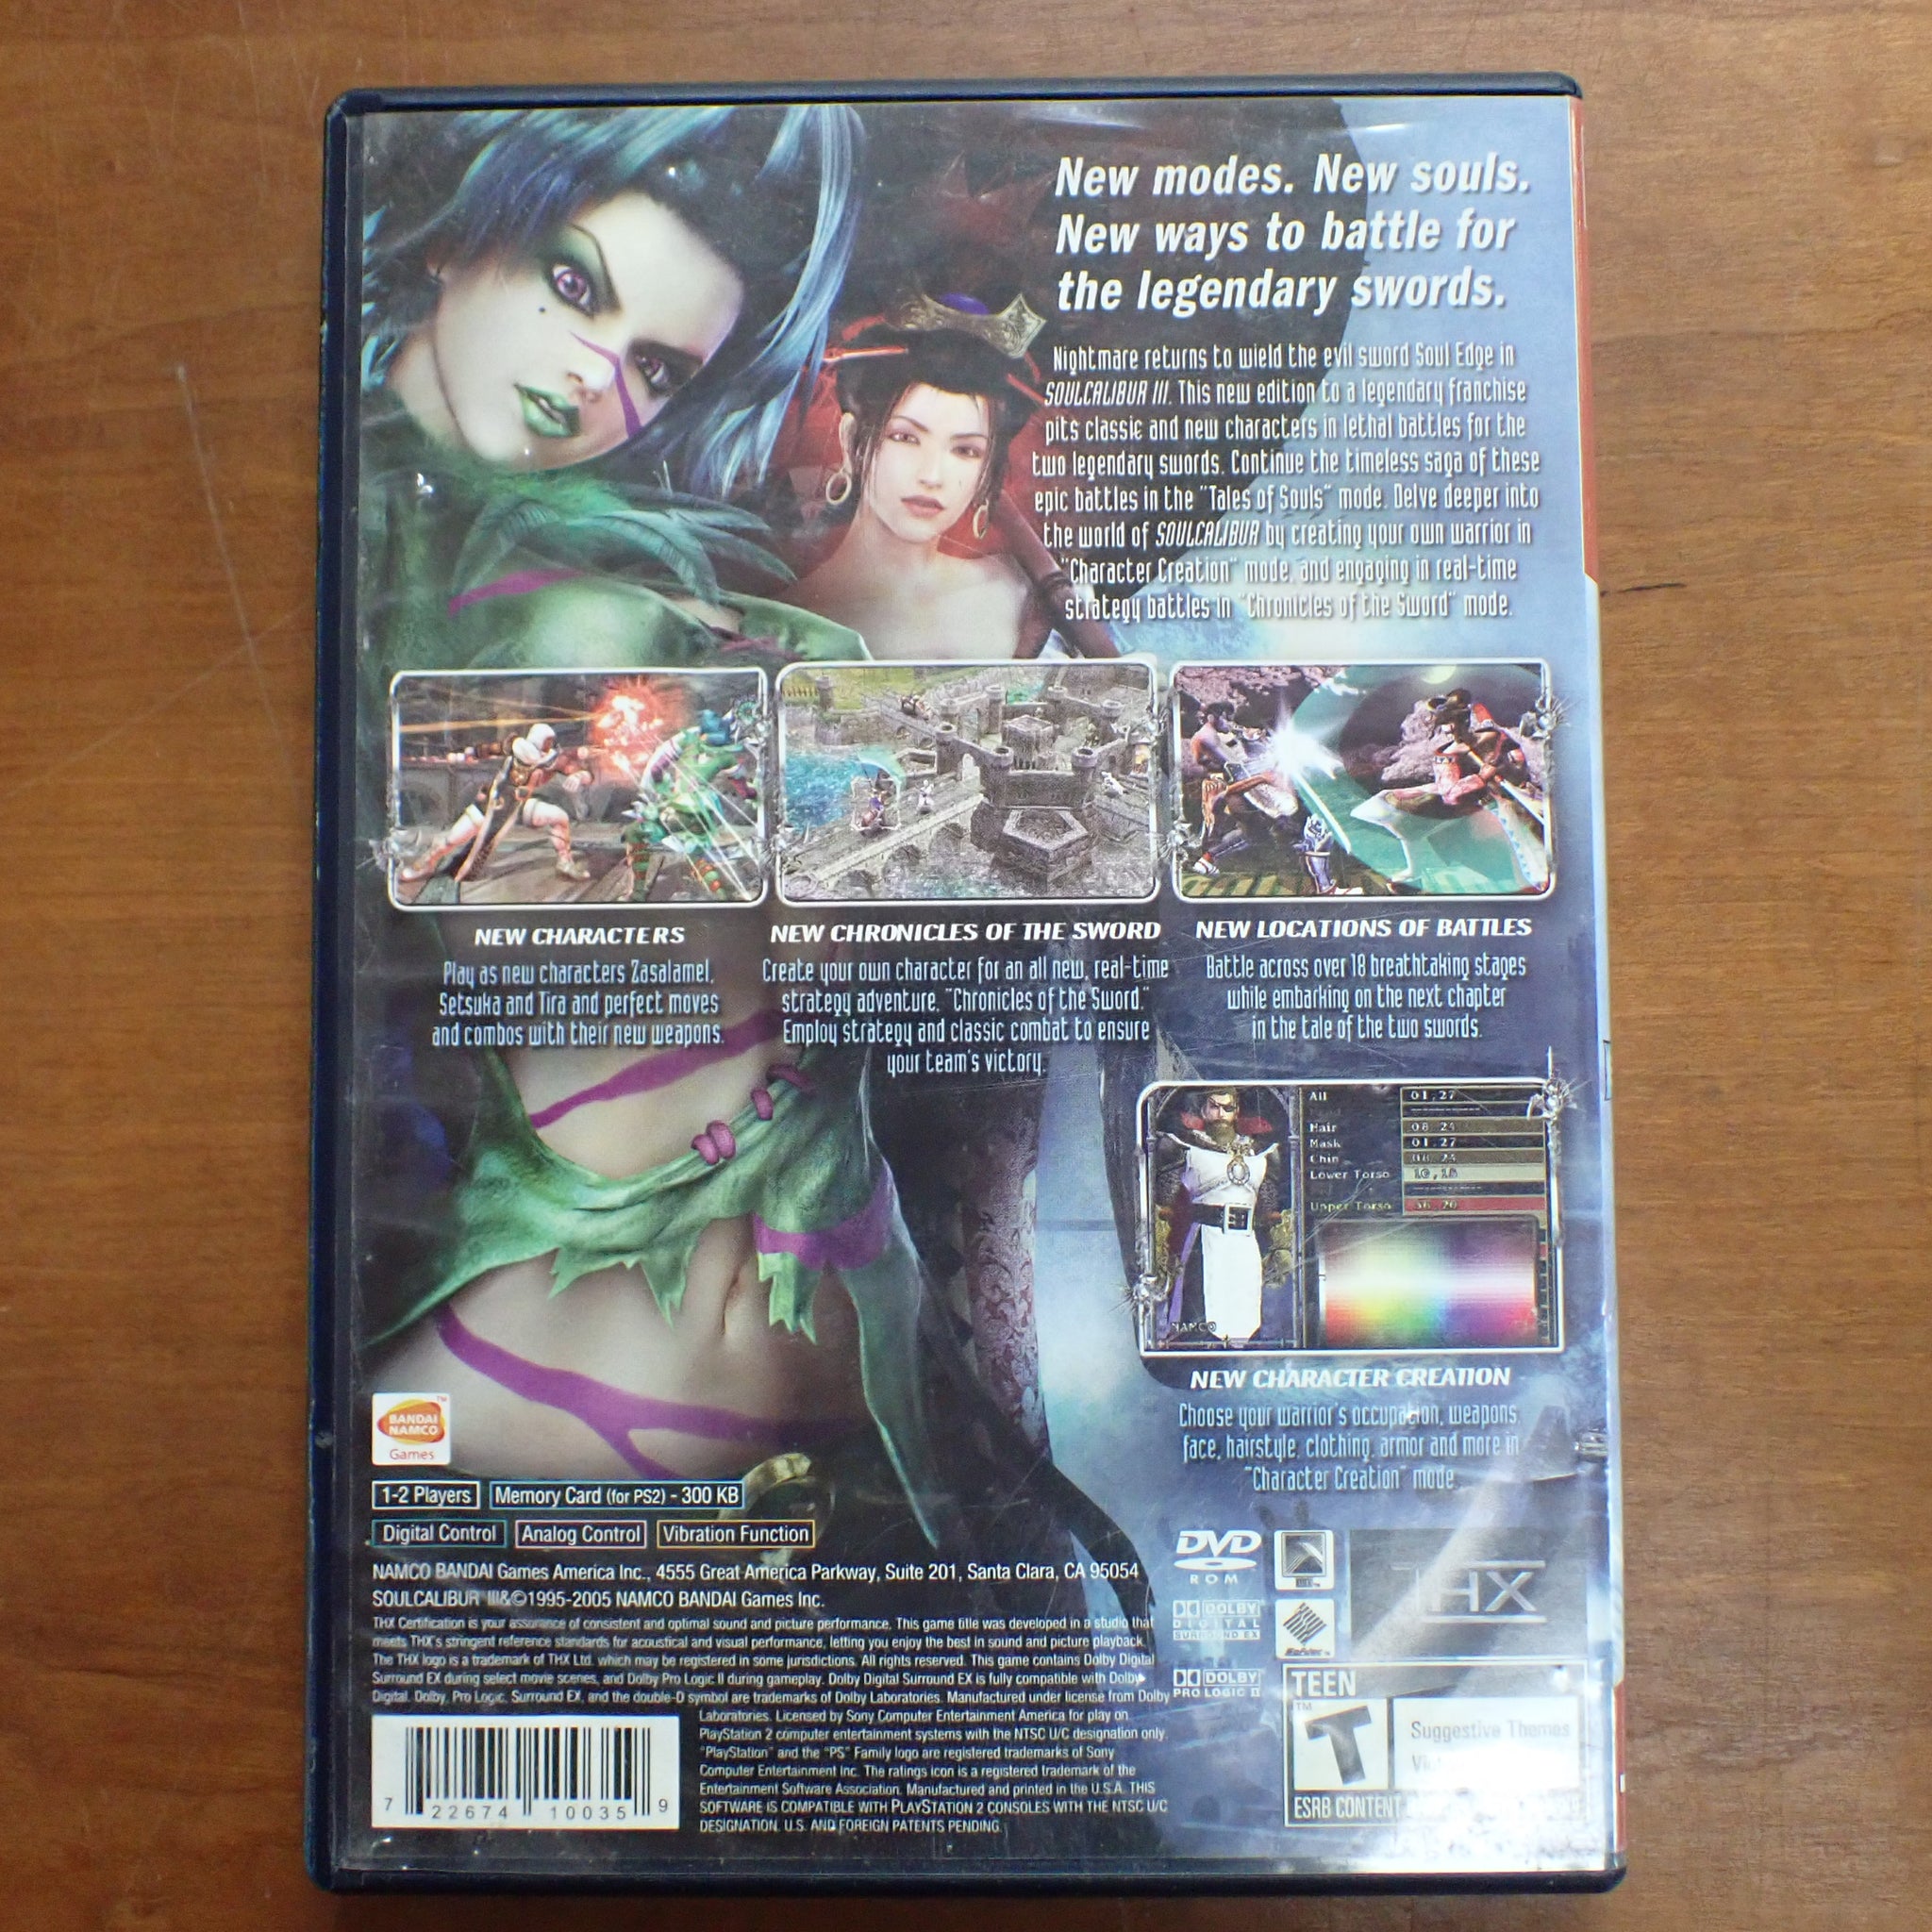 New modes. New souls.
New ways to battle for
the legendary swords.
Nightmare returns to wield the evil sword Soul Edge in
SOULCALIBUR III. This new edition to a legendary franchise
pits classic and new characters in lethal battles for the
two legendary swords. Continue the timeless saga of these
epic battles in the "Tales of Souls" mode. Delve deeper into
the world of SOULCALIBUR by creating your own warrior in
"Character Creation" mode, and engaging in real-time
strategy battles in "Chronicles of the Sword" mode.
NEW CHARACTERS
Play as new characters Zasalamel,
Setsuka and Tira and perfect moves
and combos with their new weapons.
NEW CHRONICLES OF THE SWORD
Create your own character for an all new, real-time
strategy adventure, "Chronicles of the Sword."
Employ strategy and classic combat to ensure
your team's victory.
NEW LOCATIONS OF BATTLES
Battle across over 18 breathtaking stages
while embarking on the next chapter
in the tale of the two swords.
All 01,27
Hair 08 24
Mask 01.27
Chin
Lower Torso
Upper Torso
NAMCO
NEW CHARACTER CREATION
Choose your warrior's occupation, weapons,
face, hairstyle, clothing, armor and more in
"Character Creation" mode
BANDAI
NAMCO
Games
1-2 Players Memory Card (for PS2) - 300 KB
Digital Control Analog Control Vibration Function
NAMCO BANDAI Games America Inc., 4555 Great America Parkway, Suite 201, Santa Clara, CA 95054
SOULCALIBUR III&©1995-2005 NAMCO BANDAI Games Inc.
THX Certification is your assurance of consistent and optimal sound and picture performance. This game title was developed in a studio that
meets THX's stringent reference standards for acoustical and visual performance, letting you enjoy the best in sound and picture playback.
The THX logo is a trademark of THX Ltd. which may be registered in some jurisdictions. All rights reserved. This game contains Dolby Digital
Surround EX during select movie scenes, and Dolby Pro Logic II during gameplay. Dolby Digital Surround EX is fully compatible with Dolby
Digital. Dolby, Pro Logic, Surround EX, and the double-D symbol are trademarks of Dolby Laboratories. Manufactured under license from Dolby
Laboratories. Licensed by Sony Computer Entertainment America for play on
PlayStation 2 computer entertainment systems with the NTSC U/C designation only.
"PlayStation" and the "PS" Family logo are registered trademarks of Sony
Computer Entertainment Inc. The ratings icon is a registered trademark of the
Entertainment Software Association. Manufactured and printed in the U.S.A. THIS
SOFTWARE IS COMPATIBLE WITH PLAYSTATION 2 CONSOLES WITH THE NTSC U/C
DESIGNATION. U.S. AND FOREIGN PATENTS PENDING.
7 22674 10035 9
DVD
ROM
DOLBY
DIGITAL
SURROUND EX
DOLBY
PRO LOGIC II
THX
TEEN
T
Suggestive Themes
ESRB CONTENT